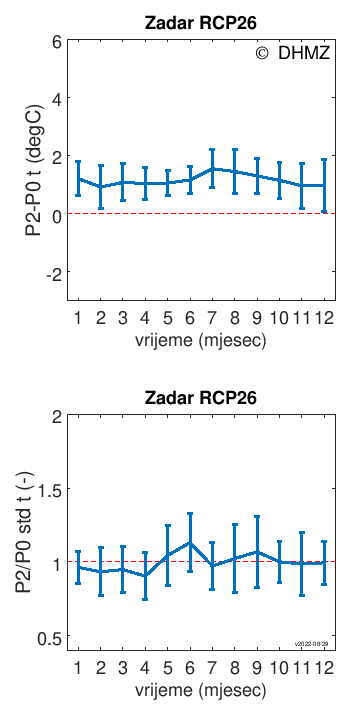 Zadar RCP26
© DHMZ
6
4
2
0
-2
P2-P0 t (degC)
1 2 3 4 5 6 7 8 9 10 11 12
vrijeme (mjesec)
Zadar RCP26
2
1.5
1
0.5
P2/P0 std t (-)
v2022-08-29
1 2 3 4 5 6 7 8 9 10 11 12
vrijeme (mjesec)